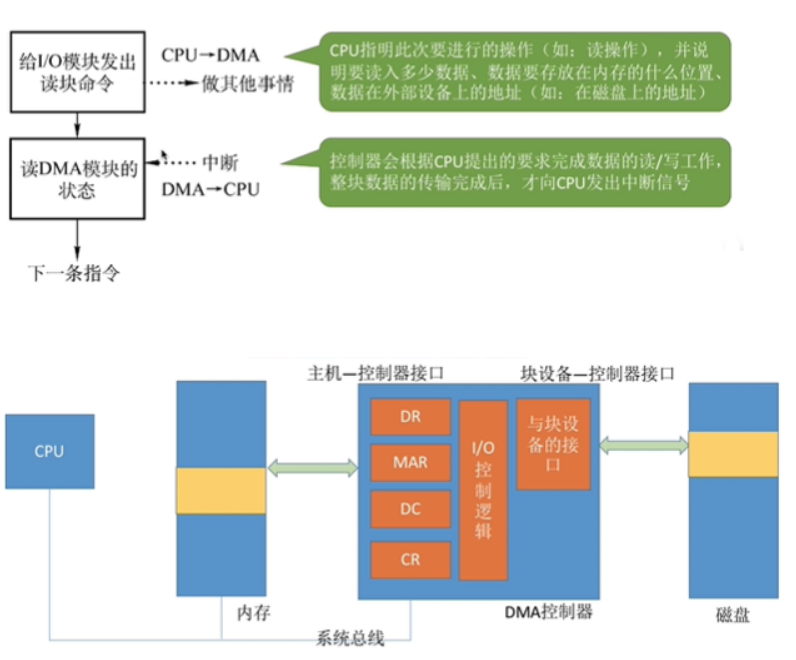 给I/O模块发出
读块命令
CPU→DMA
做其他事情
CPU指明此次要进行的操作（如：读操作），并说
明要读入多少数据、数据要存放在内存的什么位置、
数据在外部设备上的地址（如：在磁盘上的地址）
读DMA模块的
状态
中断
DMA→CPU
控制器会根据CPU提出的要求完成数据的读/写工作，
整块数据的传输完成后，才向CPU发出中断信号
下一条指令
主机—控制器接口
块设备—控制器接口
CPU
DR
MAR
DC
CR
I/O
控
制
逻
辑
与块设
备的接
口
内存
DMA控制器
磁盘
系统总线